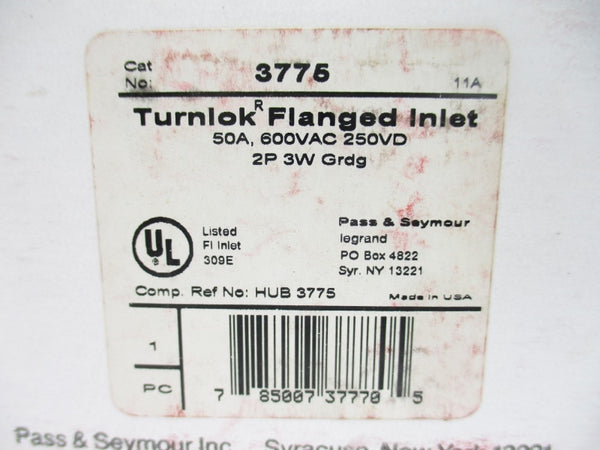 Cat No: 3775 11A
Turnlok R Flanged Inlet
50A, 600VAC 250VD
2P 3W Grdg
UL R
Listed
Fl Inlet
309E
Pass & Seymour
legrand
PO Box 4822
Syr. NY 13221
Comp. Ref No: HUB 3775 Made in USA
1
PC
7 85007 37770 5
Pass & Seymour Inc. Syracuse, New York 13221